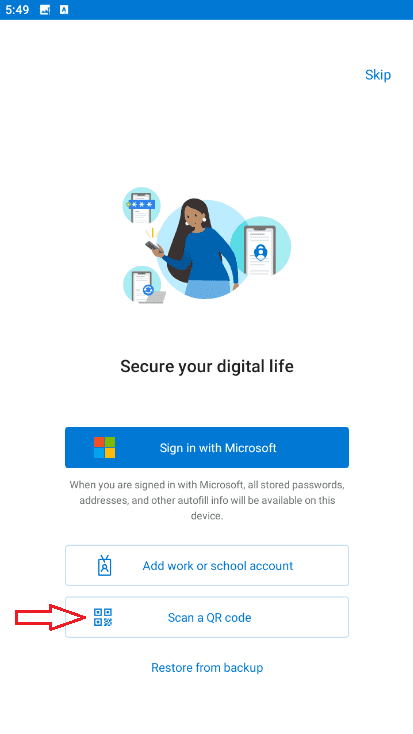 5:49
Skip
Secure your digital life
Sign in with Microsoft
When you are signed in with Microsoft, all stored passwords,
addresses, and other autofill info will be available on this
device.
Add work or school account
Scan a QR code
Restore from backup